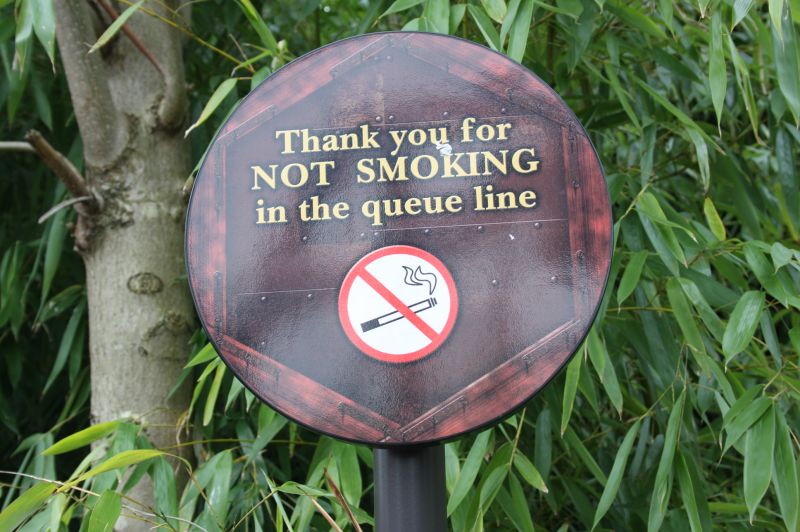 Thank you for
NOT SMOKING
in the queue line